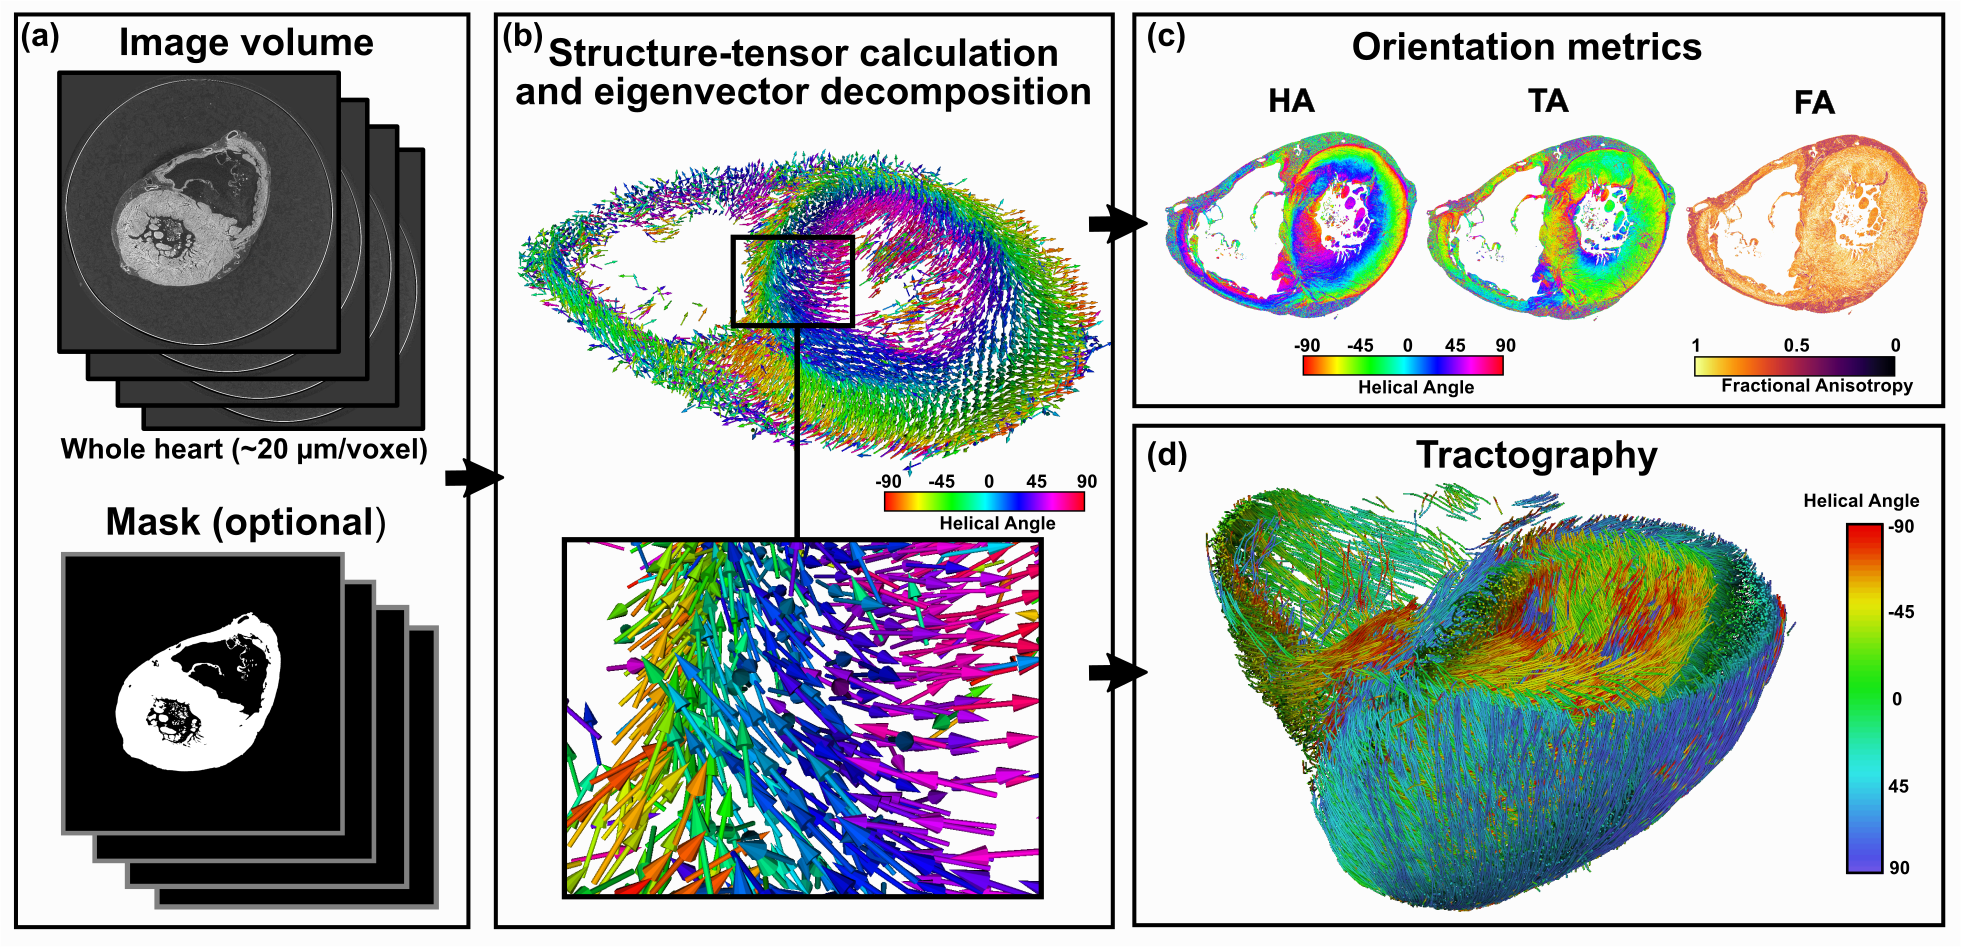 (a)
Image volume
Whole heart (~20 µm/voxel)
Mask (optional)
(b)
Structure-tensor calculation
and eigenvector decomposition
-90 -45 0 45 90
Helical Angle
(c)
Orientation metrics
HA TA FA
-90 -45 0 45 90
Helical Angle
1 0.5 0
Fractional Anisotropy
(d)
Tractography
Helical Angle
-90
-45
0
45
90